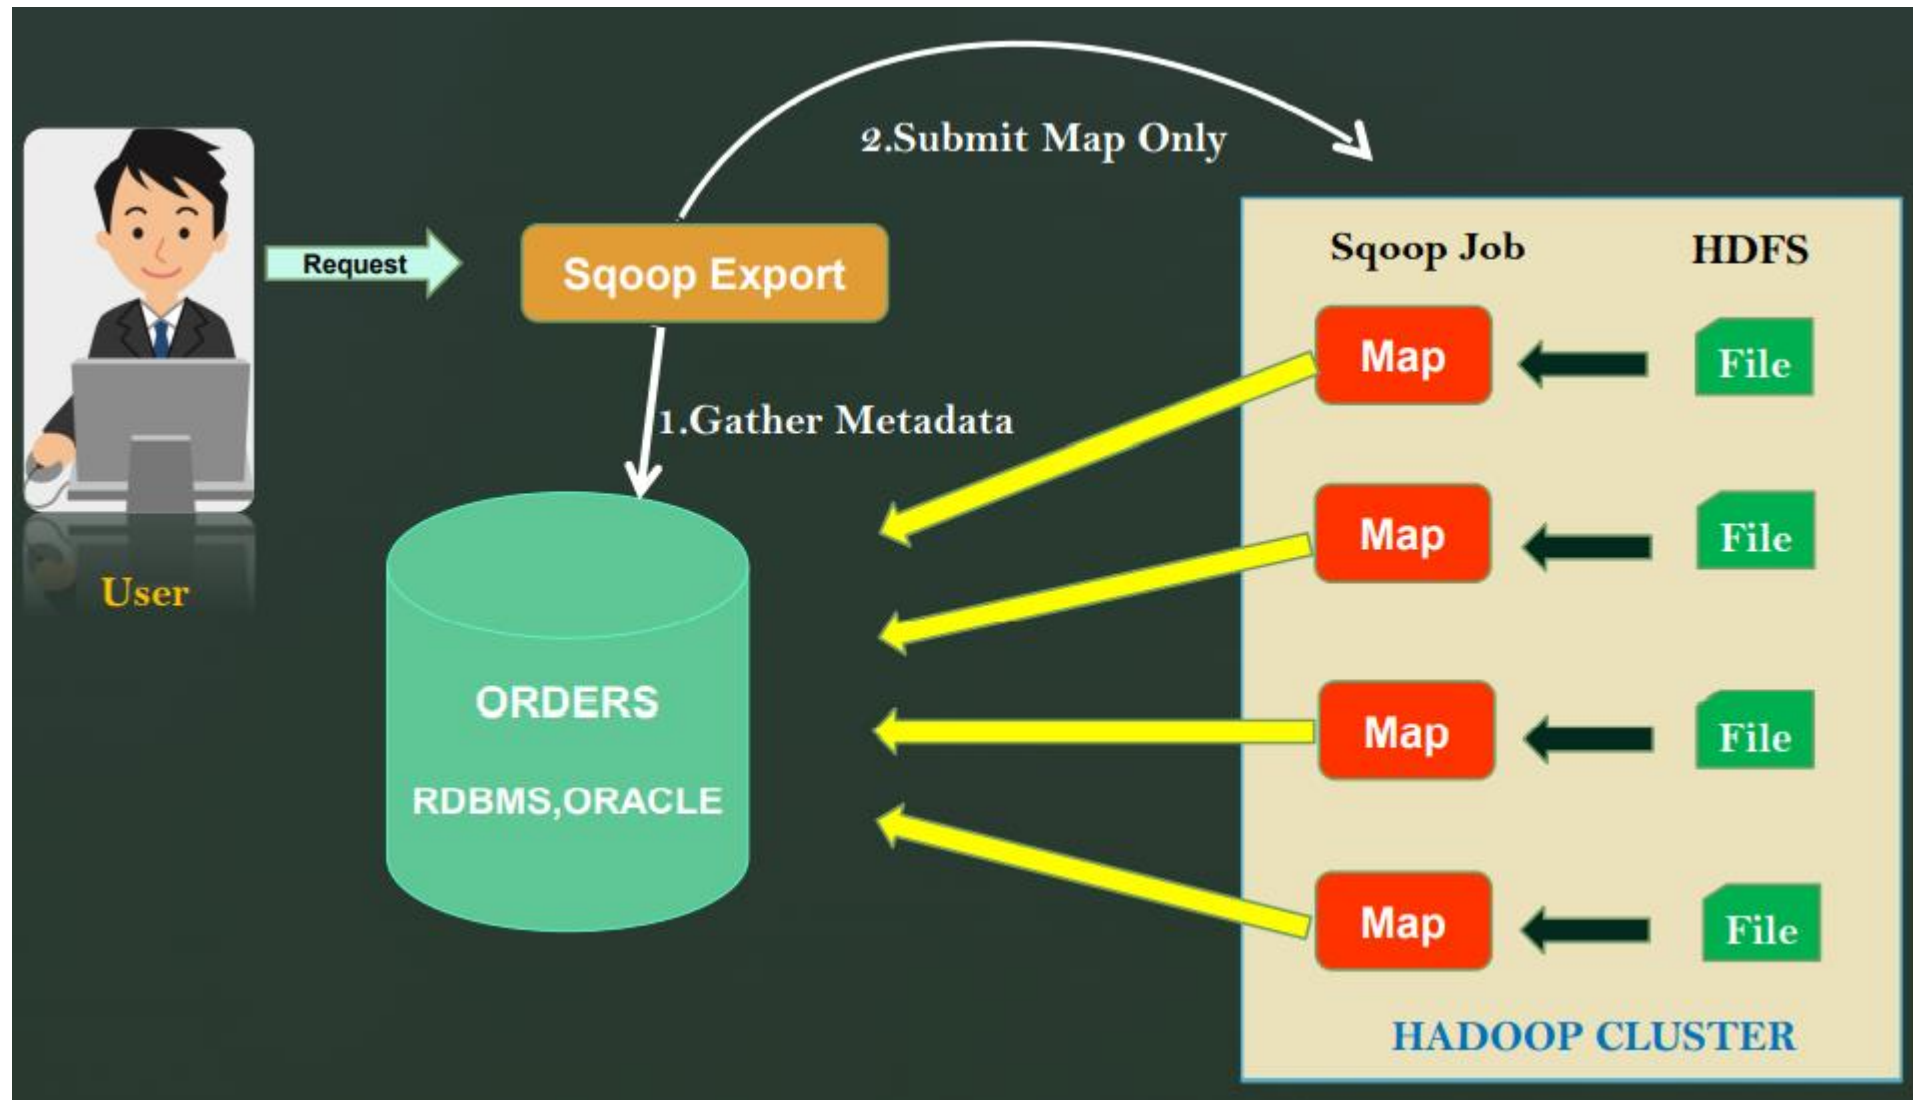 2.Submit Map Only
Request
Sqoop Export
Sqoop Job
HDFS
Map
File
1.Gather Metadata
Map
File
User
ORDERS
RDBMS,ORACLE
Map
File
Map
File
HADOOP CLUSTER